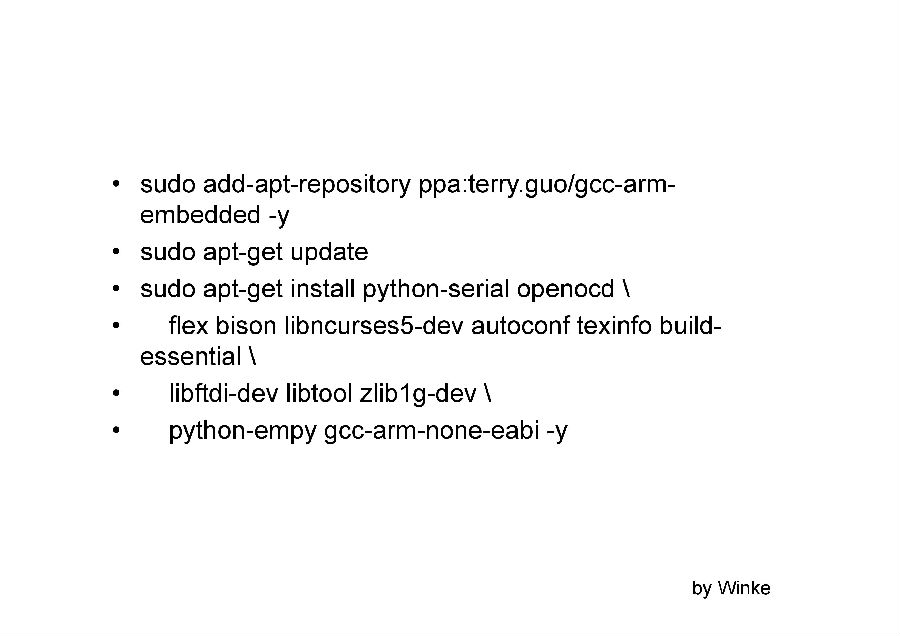 • sudo add-apt-repository ppa:terry.guo/gcc-arm-
embedded -y
• sudo apt-get update
• sudo apt-get install python-serial openocd \
• flex bison libncurses5-dev autoconf texinfo build-
essential \
• libftdi-dev libtool zlib1g-dev \
• python-empy gcc-arm-none-eabi -y
by Winke